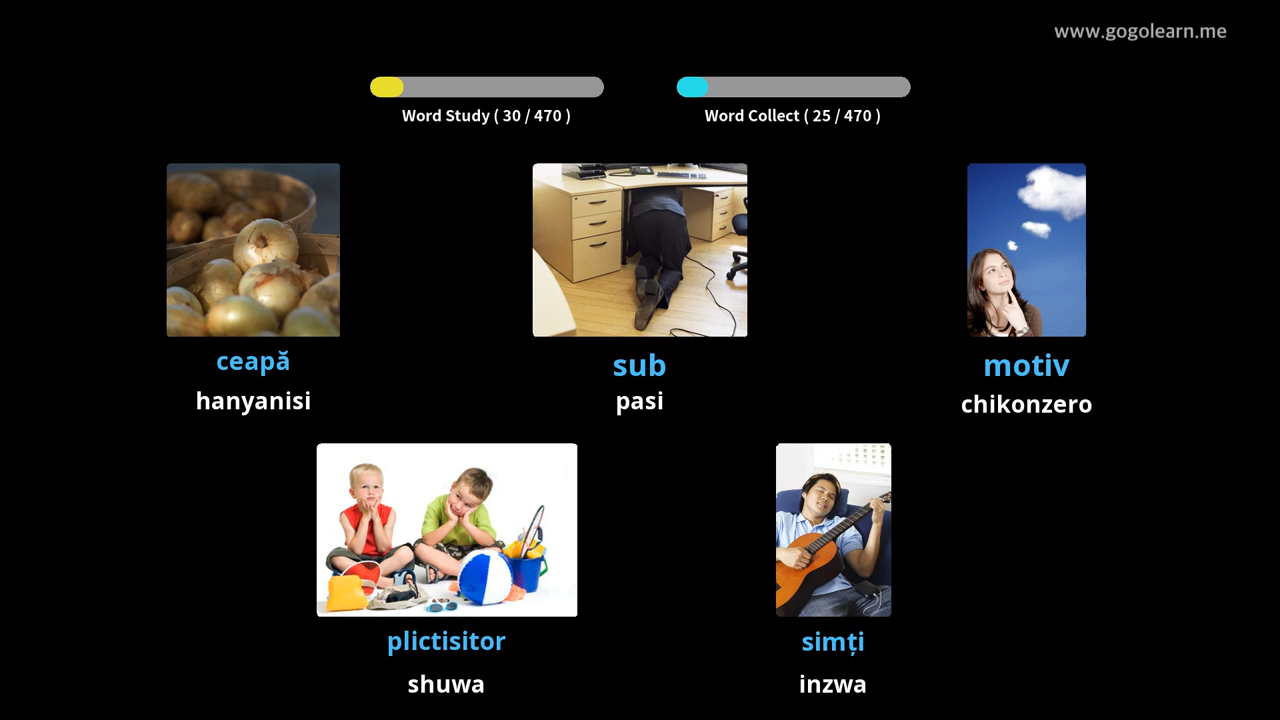 www.gogolearn.me
Word Study ( 30 / 470 )
Word Collect ( 25 / 470 )
ceapă
hanyanisi
sub
pasi
motiv
chikonzero
plictisitor
shuwa
simți
inzwa